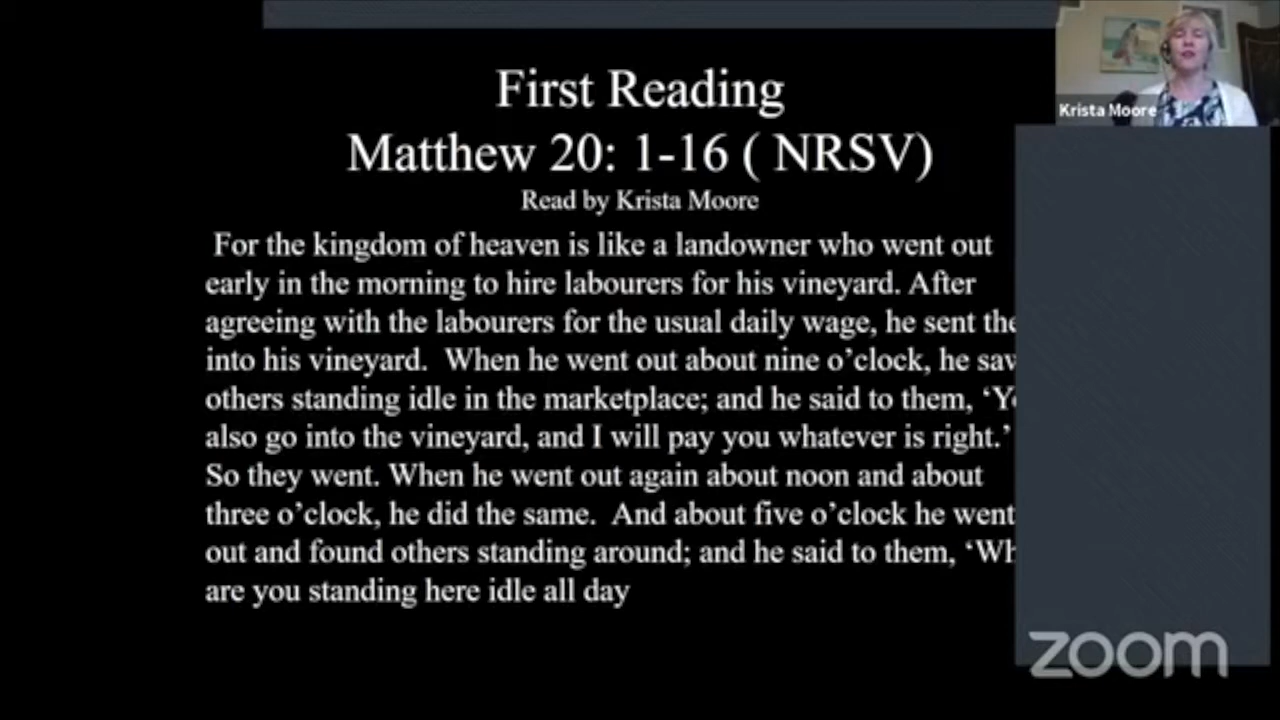 First Reading
Matthew 20: 1-16 ( NRSV)
Read by Krista Moore
For the kingdom of heaven is like a landowner who went out
early in the morning to hire labourers for his vineyard. After
agreeing with the labourers for the usual daily wage, he sent
into his vineyard.  When he went out about nine o’clock, he
others standing idle in the marketplace; and he said to them,
also go into the vineyard, and I will pay you whatever is right.’
So they went. When he went out again about noon and about
three o’clock, he did the same.  And about five o’clock he went
out and found others standing around; and he said to them,
are you standing here idle all day
Krista Moore
zoom